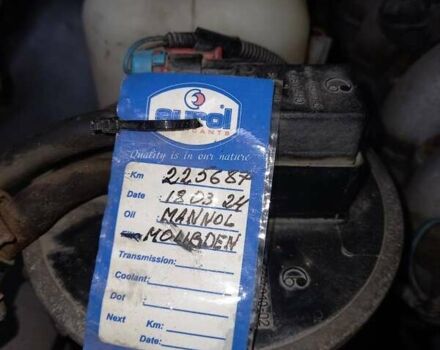 eurol
LUBRICANTS
Quality is in our nature
Km 225687
Date 18.03.24
Oil MANNOL
MOLIBDEN
Transmission:
Coolant:
Dot
Next Km:
Date: